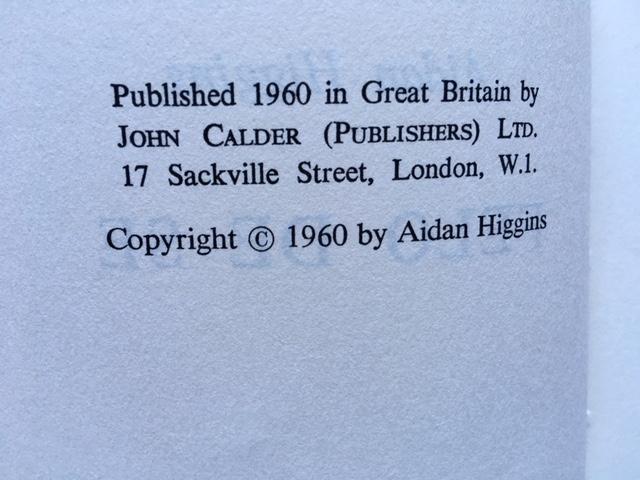 Published 1960 in Great Britain by
JOHN CALDER (PUBLISHERS) LTD.
17 Sackville Street, London, W.1.
Copyright © 1960 by Aidan Higgins